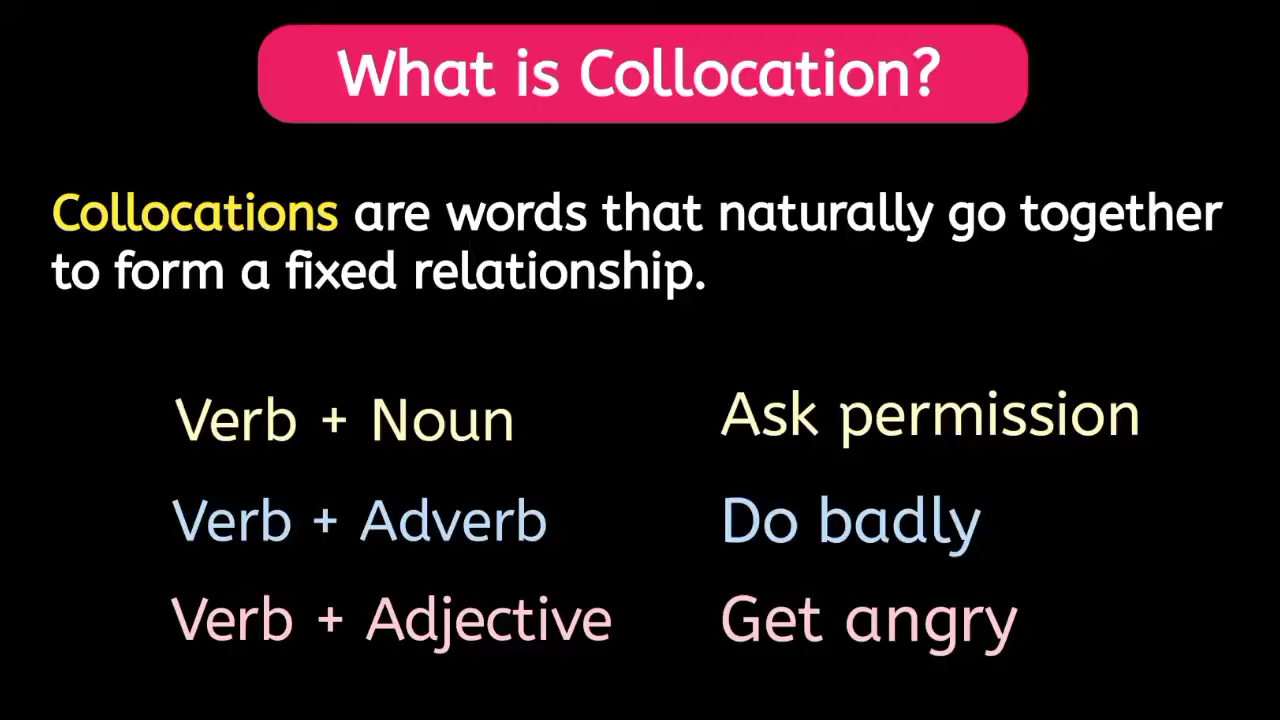 What is Collocation?
Collocations are words that naturally go together
to form a fixed relationship.
Verb + Noun Ask permission
Verb + Adverb Do badly
Verb + Adjective Get angry